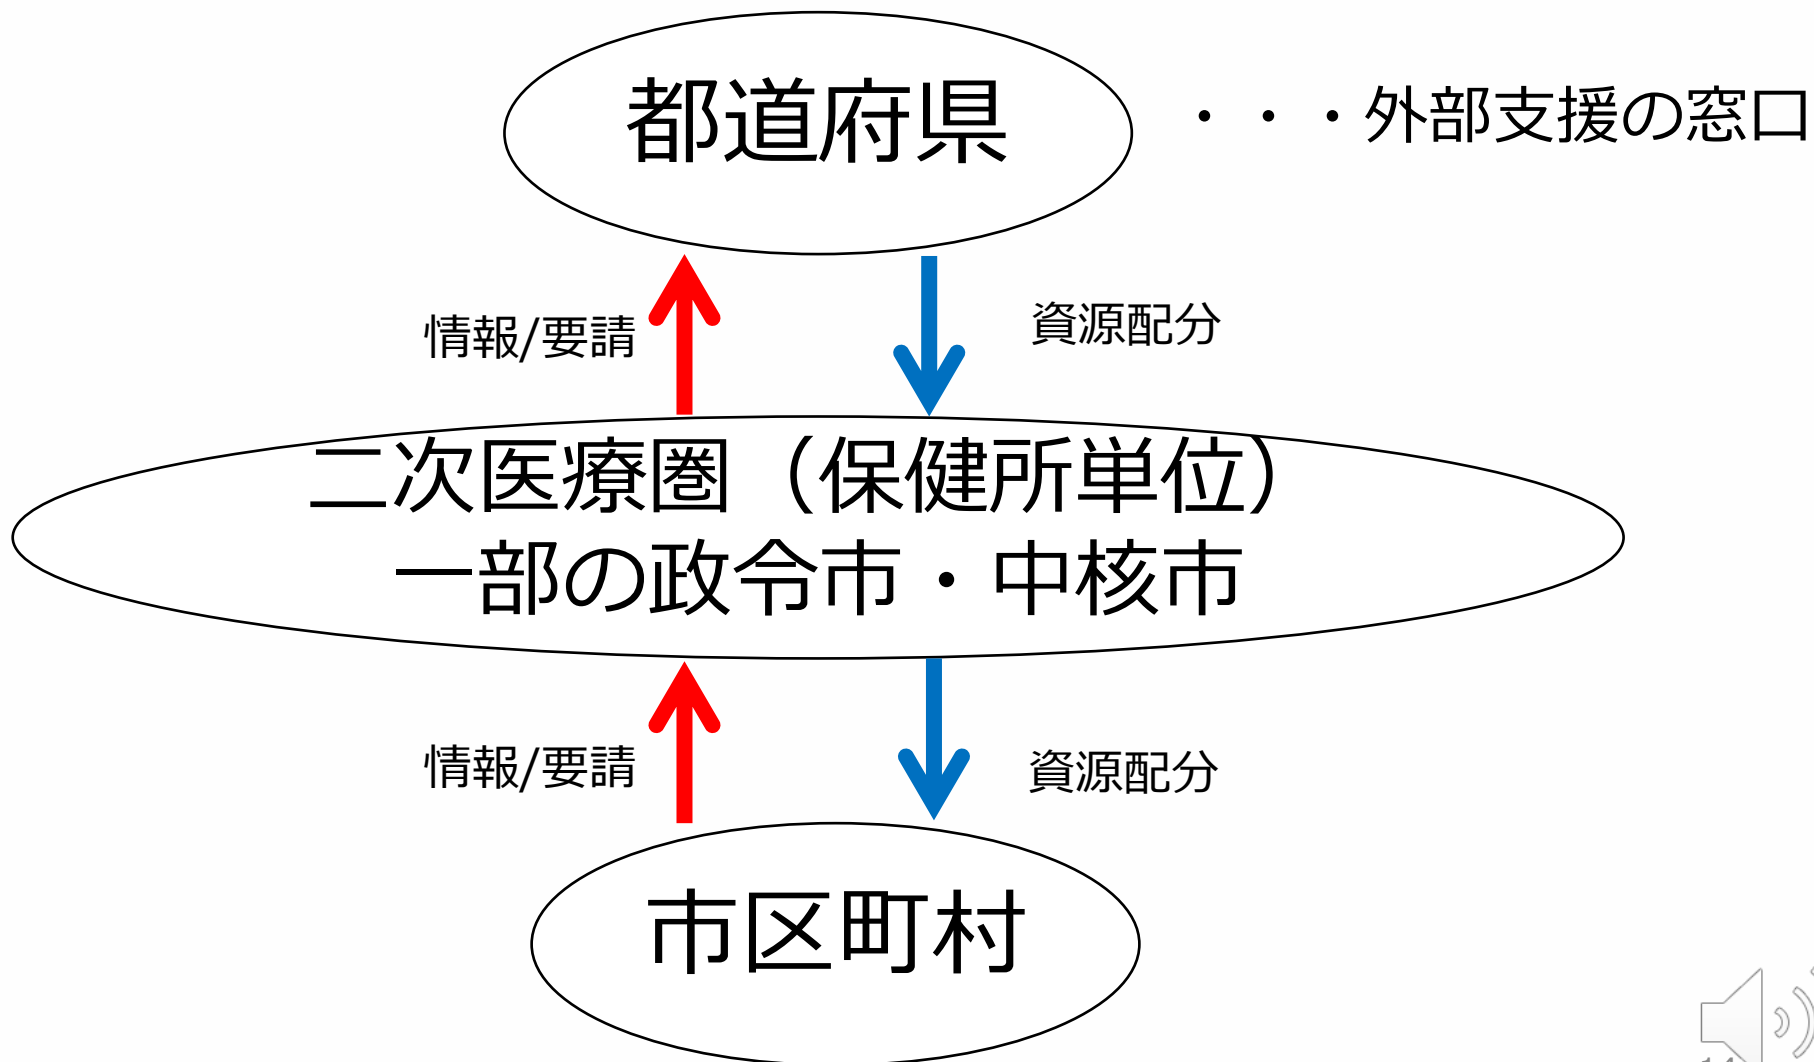 都道府県
・・・外部支援の窓口
情報/要請
資源配分
二次医療圏（保健所単位）
一部の政令市・中核市
情報/要請
資源配分
市区町村